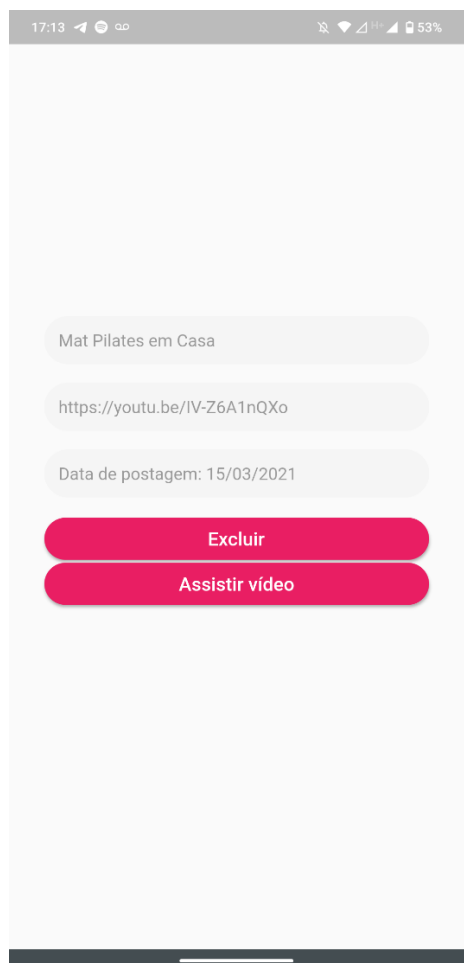 17:13 H+ 53%
Mat Pilates em Casa
https://youtu.be/IV-Z6A1nQXo
Data de postagem: 15/03/2021
Excluir
Assistir vídeo